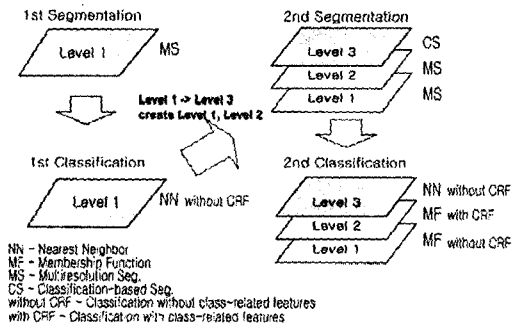 1st Segmentation
Level 1
MS
Level 1 -> Level 3
create Level 1, Level 2
1st Classification
Level 1
NN without CRF
2nd Segmentation
Level 3
CS
Level 2
MS
Level 1
MS
2nd Classification
Level 3
NN without CRF
Level 2
MF with CRF
Level 1
MF without CRF
NN - Nearest Neighbor
MF - Membership Function
MS - Multiresolution Seg.
CS - Classification-based Seg.
without CRF - Classification without class-related features
with CRF - Classification with class-related features